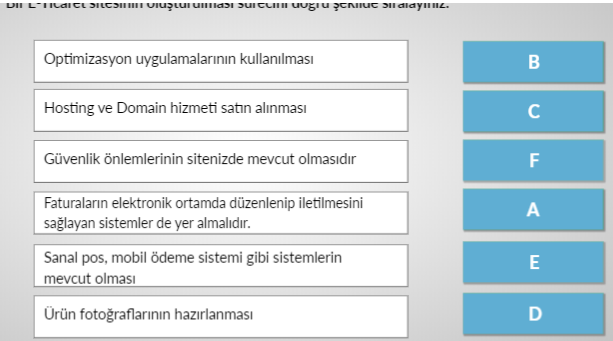 Bir E-Ticaret sitesinin oluşturulması sürecini doğru şekilde sıralayınız.
Optimizasyon uygulamalarının kullanılması
B
Hosting ve Domain hizmeti satın alınması
C
Güvenlik önlemlerinin sitenizde mevcut olmasıdır
F
Faturaların elektronik ortamda düzenlenip iletilmesini
sağlayan sistemler de yer almalıdır.
A
Sanal pos, mobil ödeme sistemi gibi sistemlerin
mevcut olması
E
Ürün fotoğraflarının hazırlanması
D